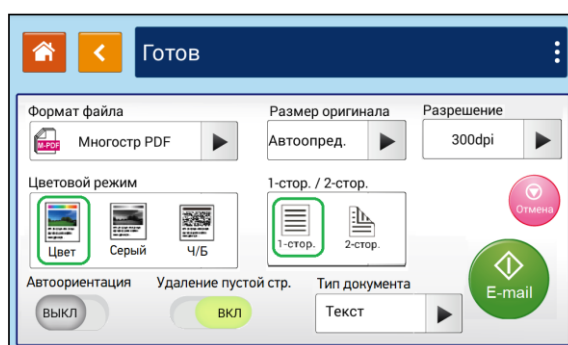 Готов
Формат файла
Размер оригинала
Разрешение
M-PDF
Многостр PDF
Автоопред.
300dpi
Цветовой режим
1-стор. / 2-стор.
Отмена
Цвет
Серый
Ч/Б
1-стор.
2-стор.
Автоориентация
Удаление пустой стр.
Тип документа
E-mail
ВЫКЛ
ВКЛ
Текст